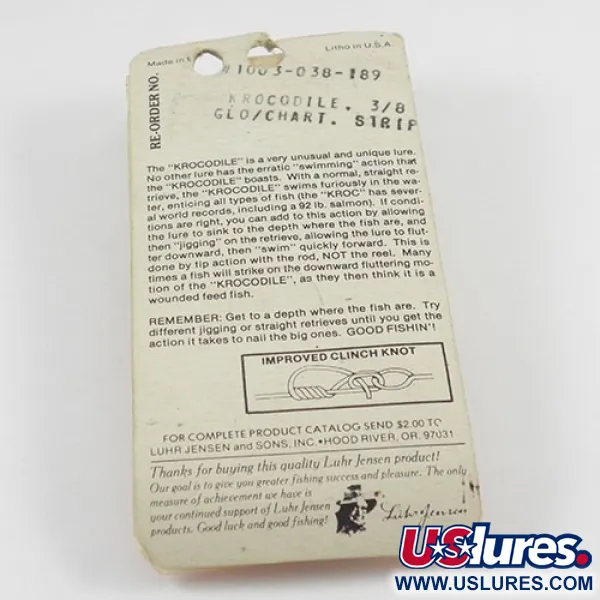 Made in U
Litho in U.S.A.
RE-ORDER NO.
#1003-038-189
KROCODILE. 3/8
GLO/CHART. STRIP
The "KROCODILE" is a very unusual and unique lure.
No other lure has the erratic "swimming" action that
the "KROCODILE" boasts. With a normal, straight re-
trieve, the "KROCODILE" swims furiously in the wa-
ter, enticing all types of fish (the "KROC" has sever-
al world records, including a 92 lb. salmon). If condi-
tions are right, you can add to this action by allowing
the lure to sink to the depth where the fish are, and
then "jigging" on the retrieve, allowing the lure to flut-
ter downward, then "swim" quickly forward. This is
done by tip action with the rod, NOT the reel. Many
times a fish will strike on the downward fluttering mo-
tion of the "KROCODILE", as they then think it is a
wounded feed fish.
REMEMBER: Get to a depth where the fish are. Try
different jigging or straight retrieves until you get the
action it takes to nail the big ones. GOOD FISHIN'!
IMPROVED CLINCH KNOT
FOR COMPLETE PRODUCT CATALOG SEND $2.00 TO
LUHR JENSEN and SONS, INC. • HOOD RIVER, OR. 97031
Thanks for buying this quality Luhr Jensen product!
Our goal is to give you greater fishing success and pleasure. The only
measure of achievement we have is
your continued support of Luhr Jensen
products. Good luck and good fishing!
Luhr Jensen
USlures.
WWW.USLURES.COM